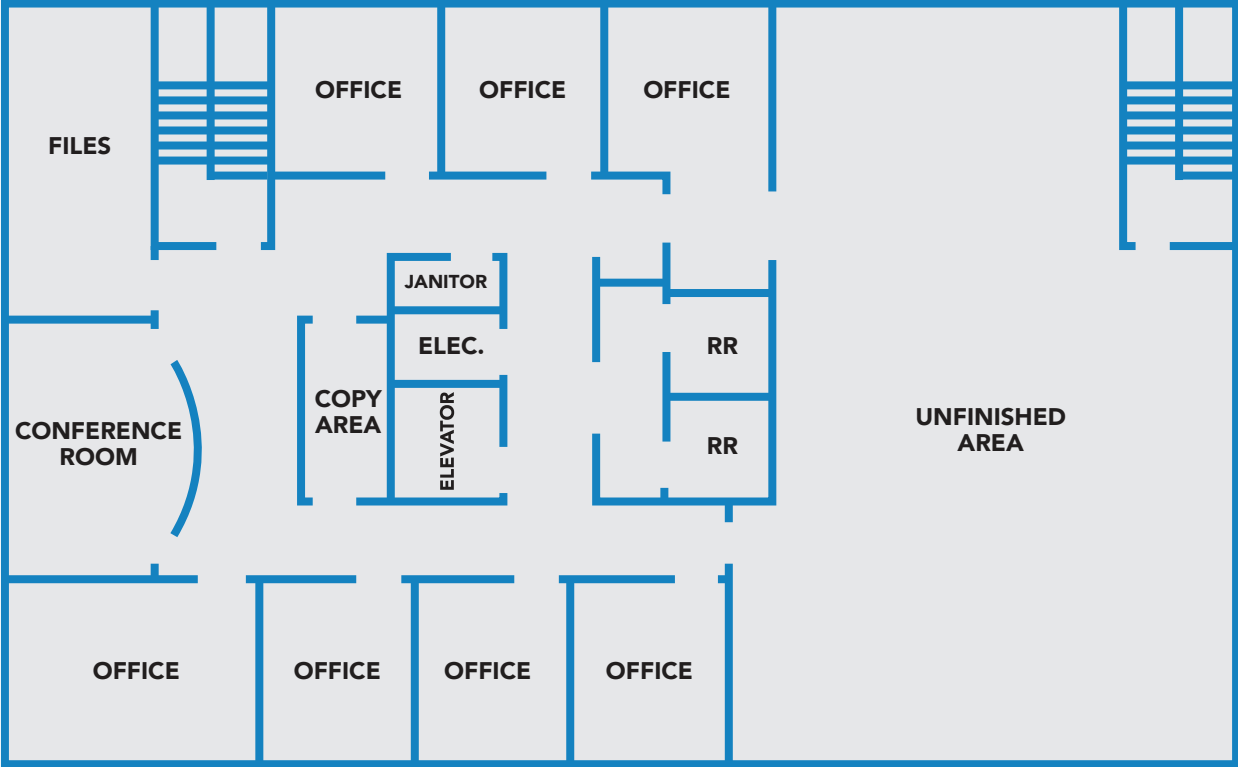 OFFICE
OFFICE
OFFICE
FILES
JANITOR
ELEC.
RR
COPY
AREA
ELEVATOR
CONFERENCE
ROOM
RR
UNFINISHED
AREA
OFFICE
OFFICE
OFFICE
OFFICE